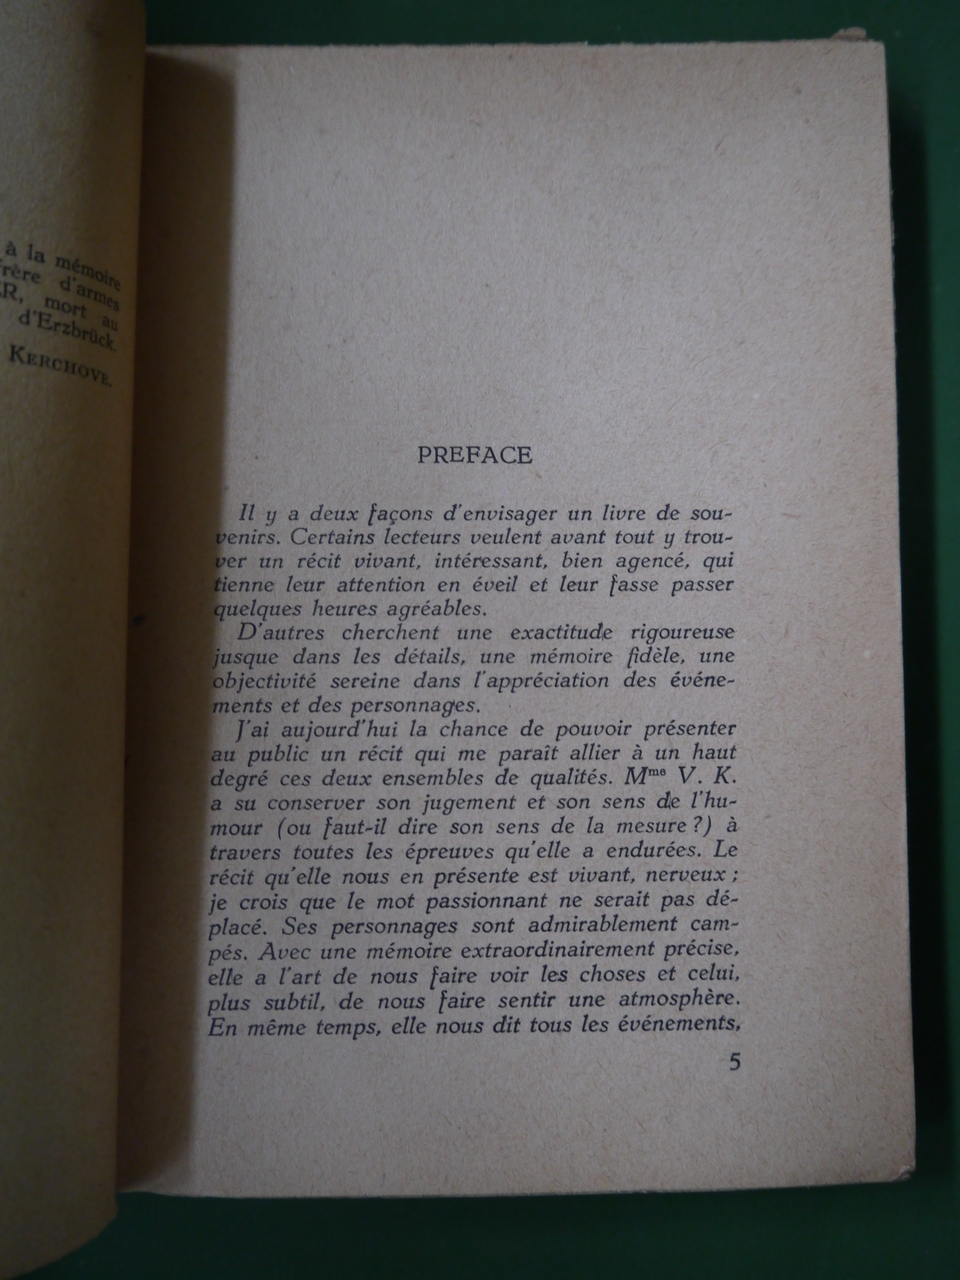 à la mémoire
frère d'armes
R, mort au
d'Erzbrück.
KERCHOVE.
PREFACE
Il y a deux façons d'envisager un livre de sou-
venirs. Certains lecteurs veulent avant tout y trou-
ver un récit vivant, intéressant, bien agencé, qui
tienne leur attention en éveil et leur fasse passer
quelques heures agréables.
D'autres cherchent une exactitude rigoureuse
jusque dans les détails, une mémoire fidèle, une
objectivité sereine dans l'appréciation des événe-
ments et des personnages.
J'ai aujourd'hui la chance de pouvoir présenter
au public un récit qui me paraît allier à un haut
degré ces deux ensembles de qualités. Mme V. K.
a su conserver son jugement et son sens de l'hu-
mour (ou faut-il dire son sens de la mesure ?) à
travers toutes les épreuves qu'elle a endurées. Le
récit qu'elle nous en présente est vivant, nerveux ;
je crois que le mot passionnant ne serait pas dé-
placé. Ses personnages sont admirablement cam-
pés. Avec une mémoire extraordinairement précise,
elle a l'art de nous faire voir les choses et celui,
plus subtil, de nous faire sentir une atmosphère.
En même temps, elle nous dit tous les événements,
5